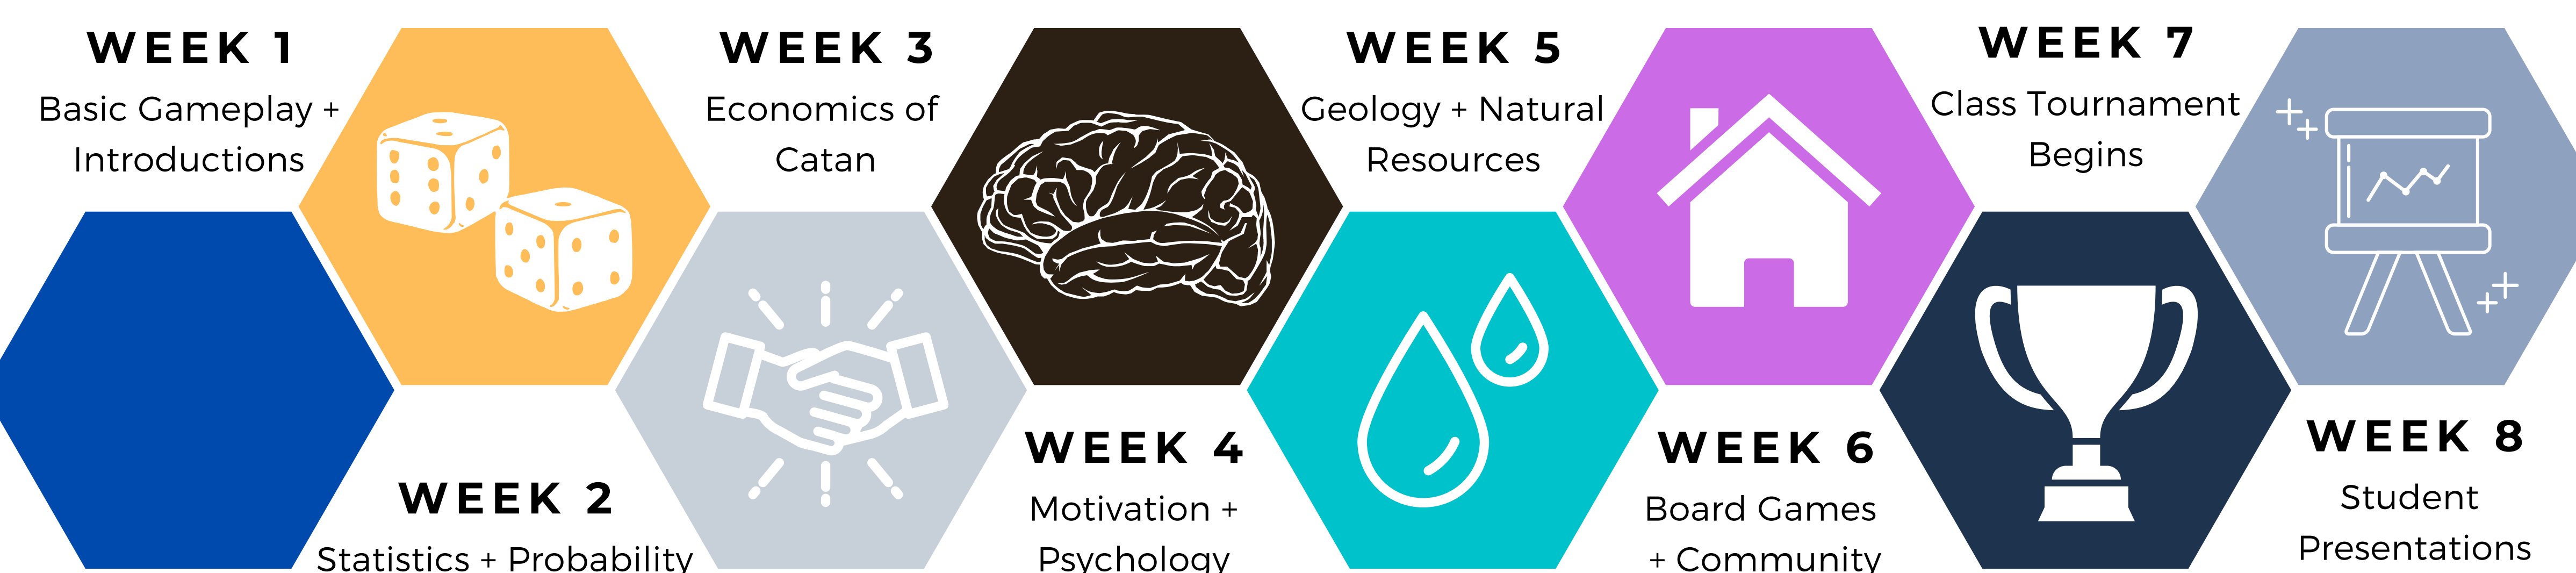 WEEK 1
Basic Gameplay +
Introductions
WEEK 2
Statistics + Probability
WEEK 3
Economics of
Catan
WEEK 4
Motivation +
Psychology
WEEK 5
Geology + Natural
Resources
WEEK 6
Board Games
+ Community
WEEK 7
Class Tournament
Begins
WEEK 8
Student
Presentations